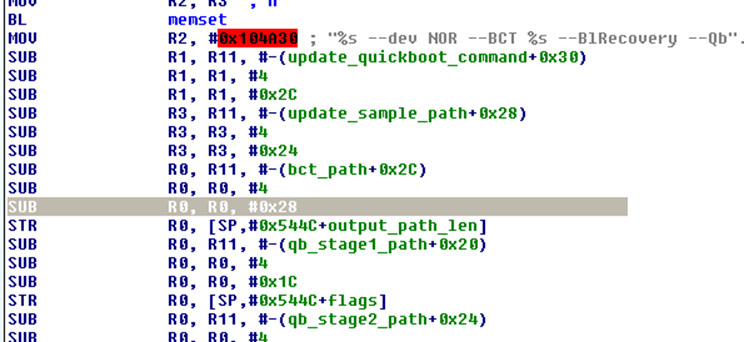 MOV R2, R3 ; n
BL memset
MOV R2, #0x104A30 ; "%s --dev NOR --BCT %s --BlRecovery --Qb".
SUB R1, R11, #-(update_quickboot_command+0x30)
SUB R1, R1, #4
SUB R1, R1, #0x2C
SUB R3, R11, #-(update_sample_path+0x28)
SUB R3, R3, #4
SUB R3, R3, #0x24
SUB R0, R11, #-(bct_path+0x2C)
SUB R0, R0, #4
SUB R0, R0, #0x28
STR R0, [SP,#0x544C+output_path_len]
SUB R0, R11, #-(qb_stage1_path+0x20)
SUB R0, R0, #4
SUB R0, R0, #0x1C
STR R0, [SP,#0x544C+flags]
SUB R0, R11, #-(qb_stage2_path+0x24)
SUB R0, R0, #4